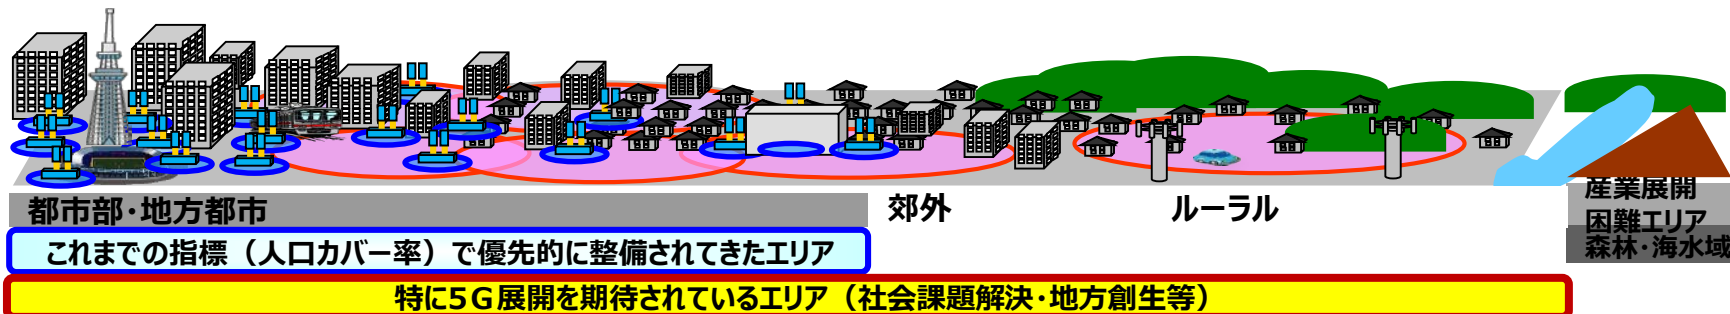 都市部･地方都市
郊外
ルーラル
産業展開
困難エリア
森林･海水域
これまでの指標（人口カバー率）で優先的に整備されてきたエリア
特に5G展開を期待されているエリア（社会課題解決･地方創生等）